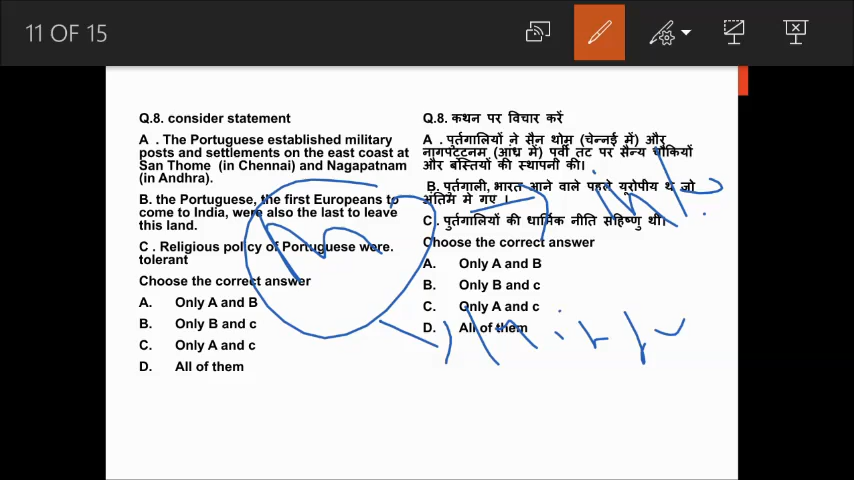 11 OF 15
Q.8. consider statement
A . The Portuguese established military
posts and settlements on the east coast at
San Thome (in Chennai) and Nagapatnam
(in Andhra).
B. the Portuguese, the first Europeans to
come to India, were also the last to leave
this land.
C . Religious policy of Portuguese were.
tolerant
Choose the correct answer
A. Only A and B
B. Only B and c
C. Only A and c
D. All of them
Q.8. कथन पर विचार करें
A . पुर्तगालियों ने सैन थोम (चेन्नई में) और
नागपट्टनम (आंध्र में) पूर्वी तट पर सैन्य चौकियों
और बस्तियों की स्थापनी की।
B. पुर्तगाली, भारत आने वाले पहले यूरोपीय थे जो
अंतिम मे गए ।
C . पुर्तगालियों की धार्मिक नीति सहिष्णु थी।
Choose the correct answer
A. Only A and B
B. Only B and c
C. Only A and c
D. All of them